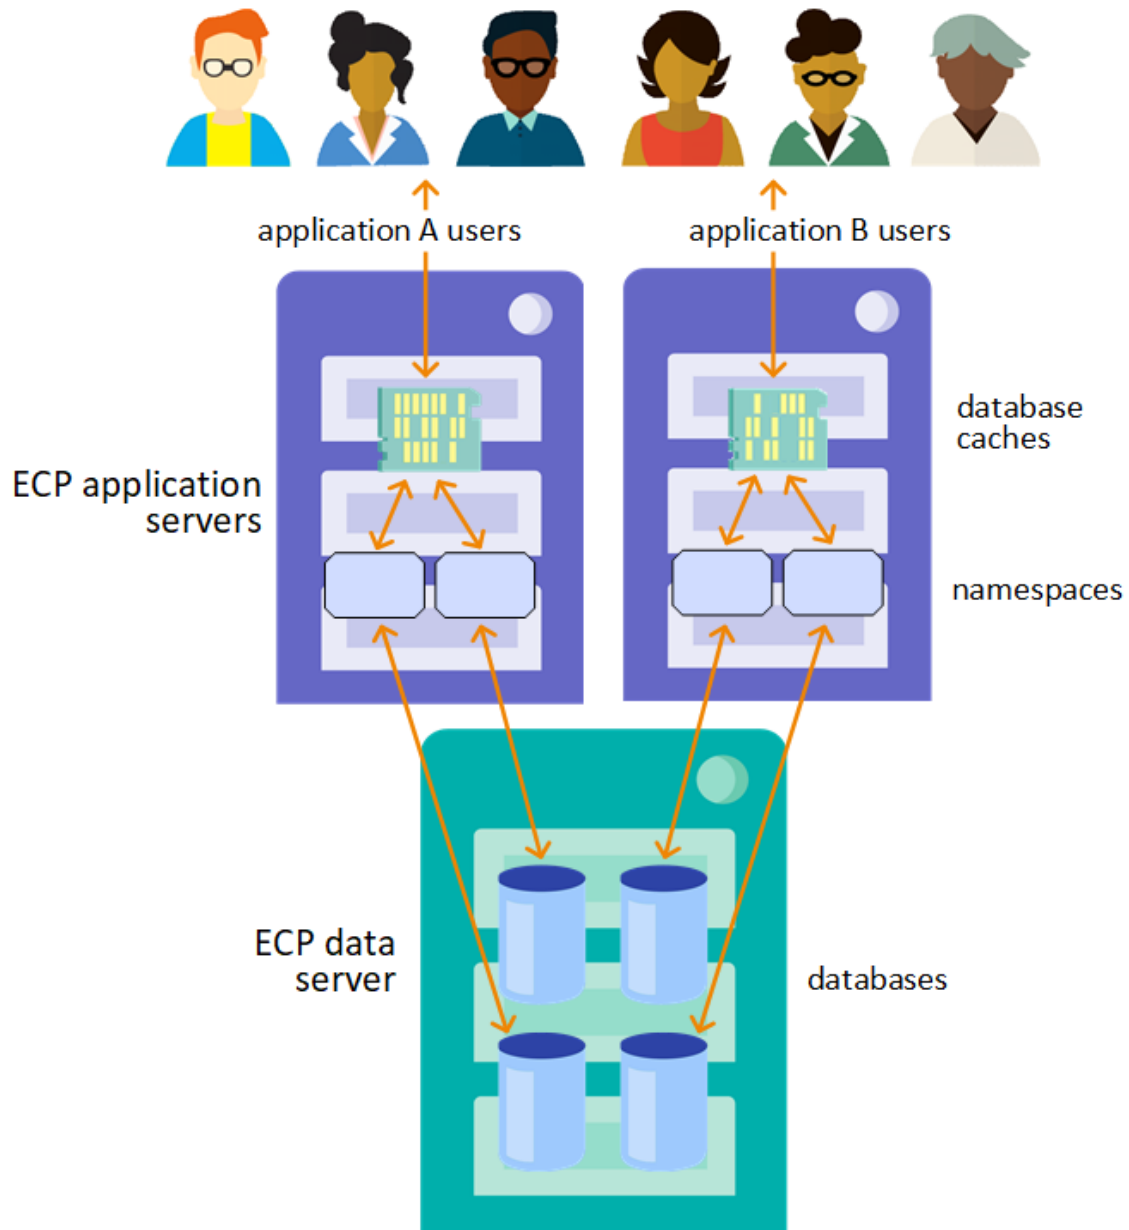 application A users
application B users
database
caches
ECP application
servers
namespaces
ECP data
server
databases